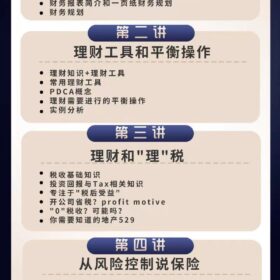 财务报表简介和一页纸财务规划
财务规划
第二讲
理财工具和平衡操作
理财知识+理财工具
常用理财工具
PDCA概念
理财需要进行的平衡操作
实例分析
第三讲
理财和"理"税
税收基础知识
投资回报与Tax相关知识
专注于"税后受益"
开公司省税? profit motive
"0"税收? 可能吗?
你需要知道的地产529
第四讲
从风险控制说保险